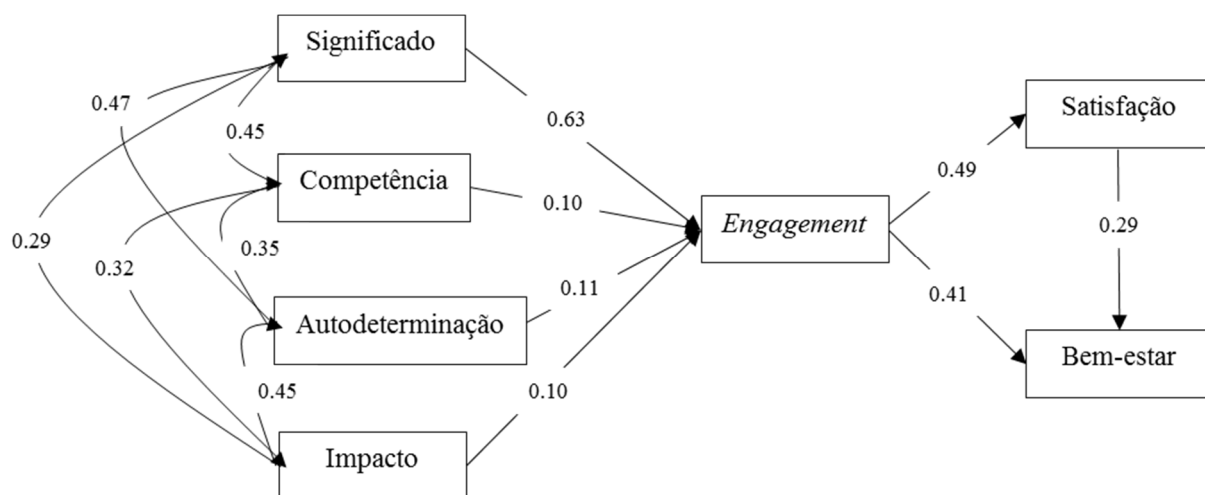 Significado
0.47
0.63
Satisfação
0.45
Competência
0.49
0.10
Engagement
0.29
0.32
0.35
0.29
0.11
0.41
Autodeterminação
0.45
0.10
Bem-estar
Impacto